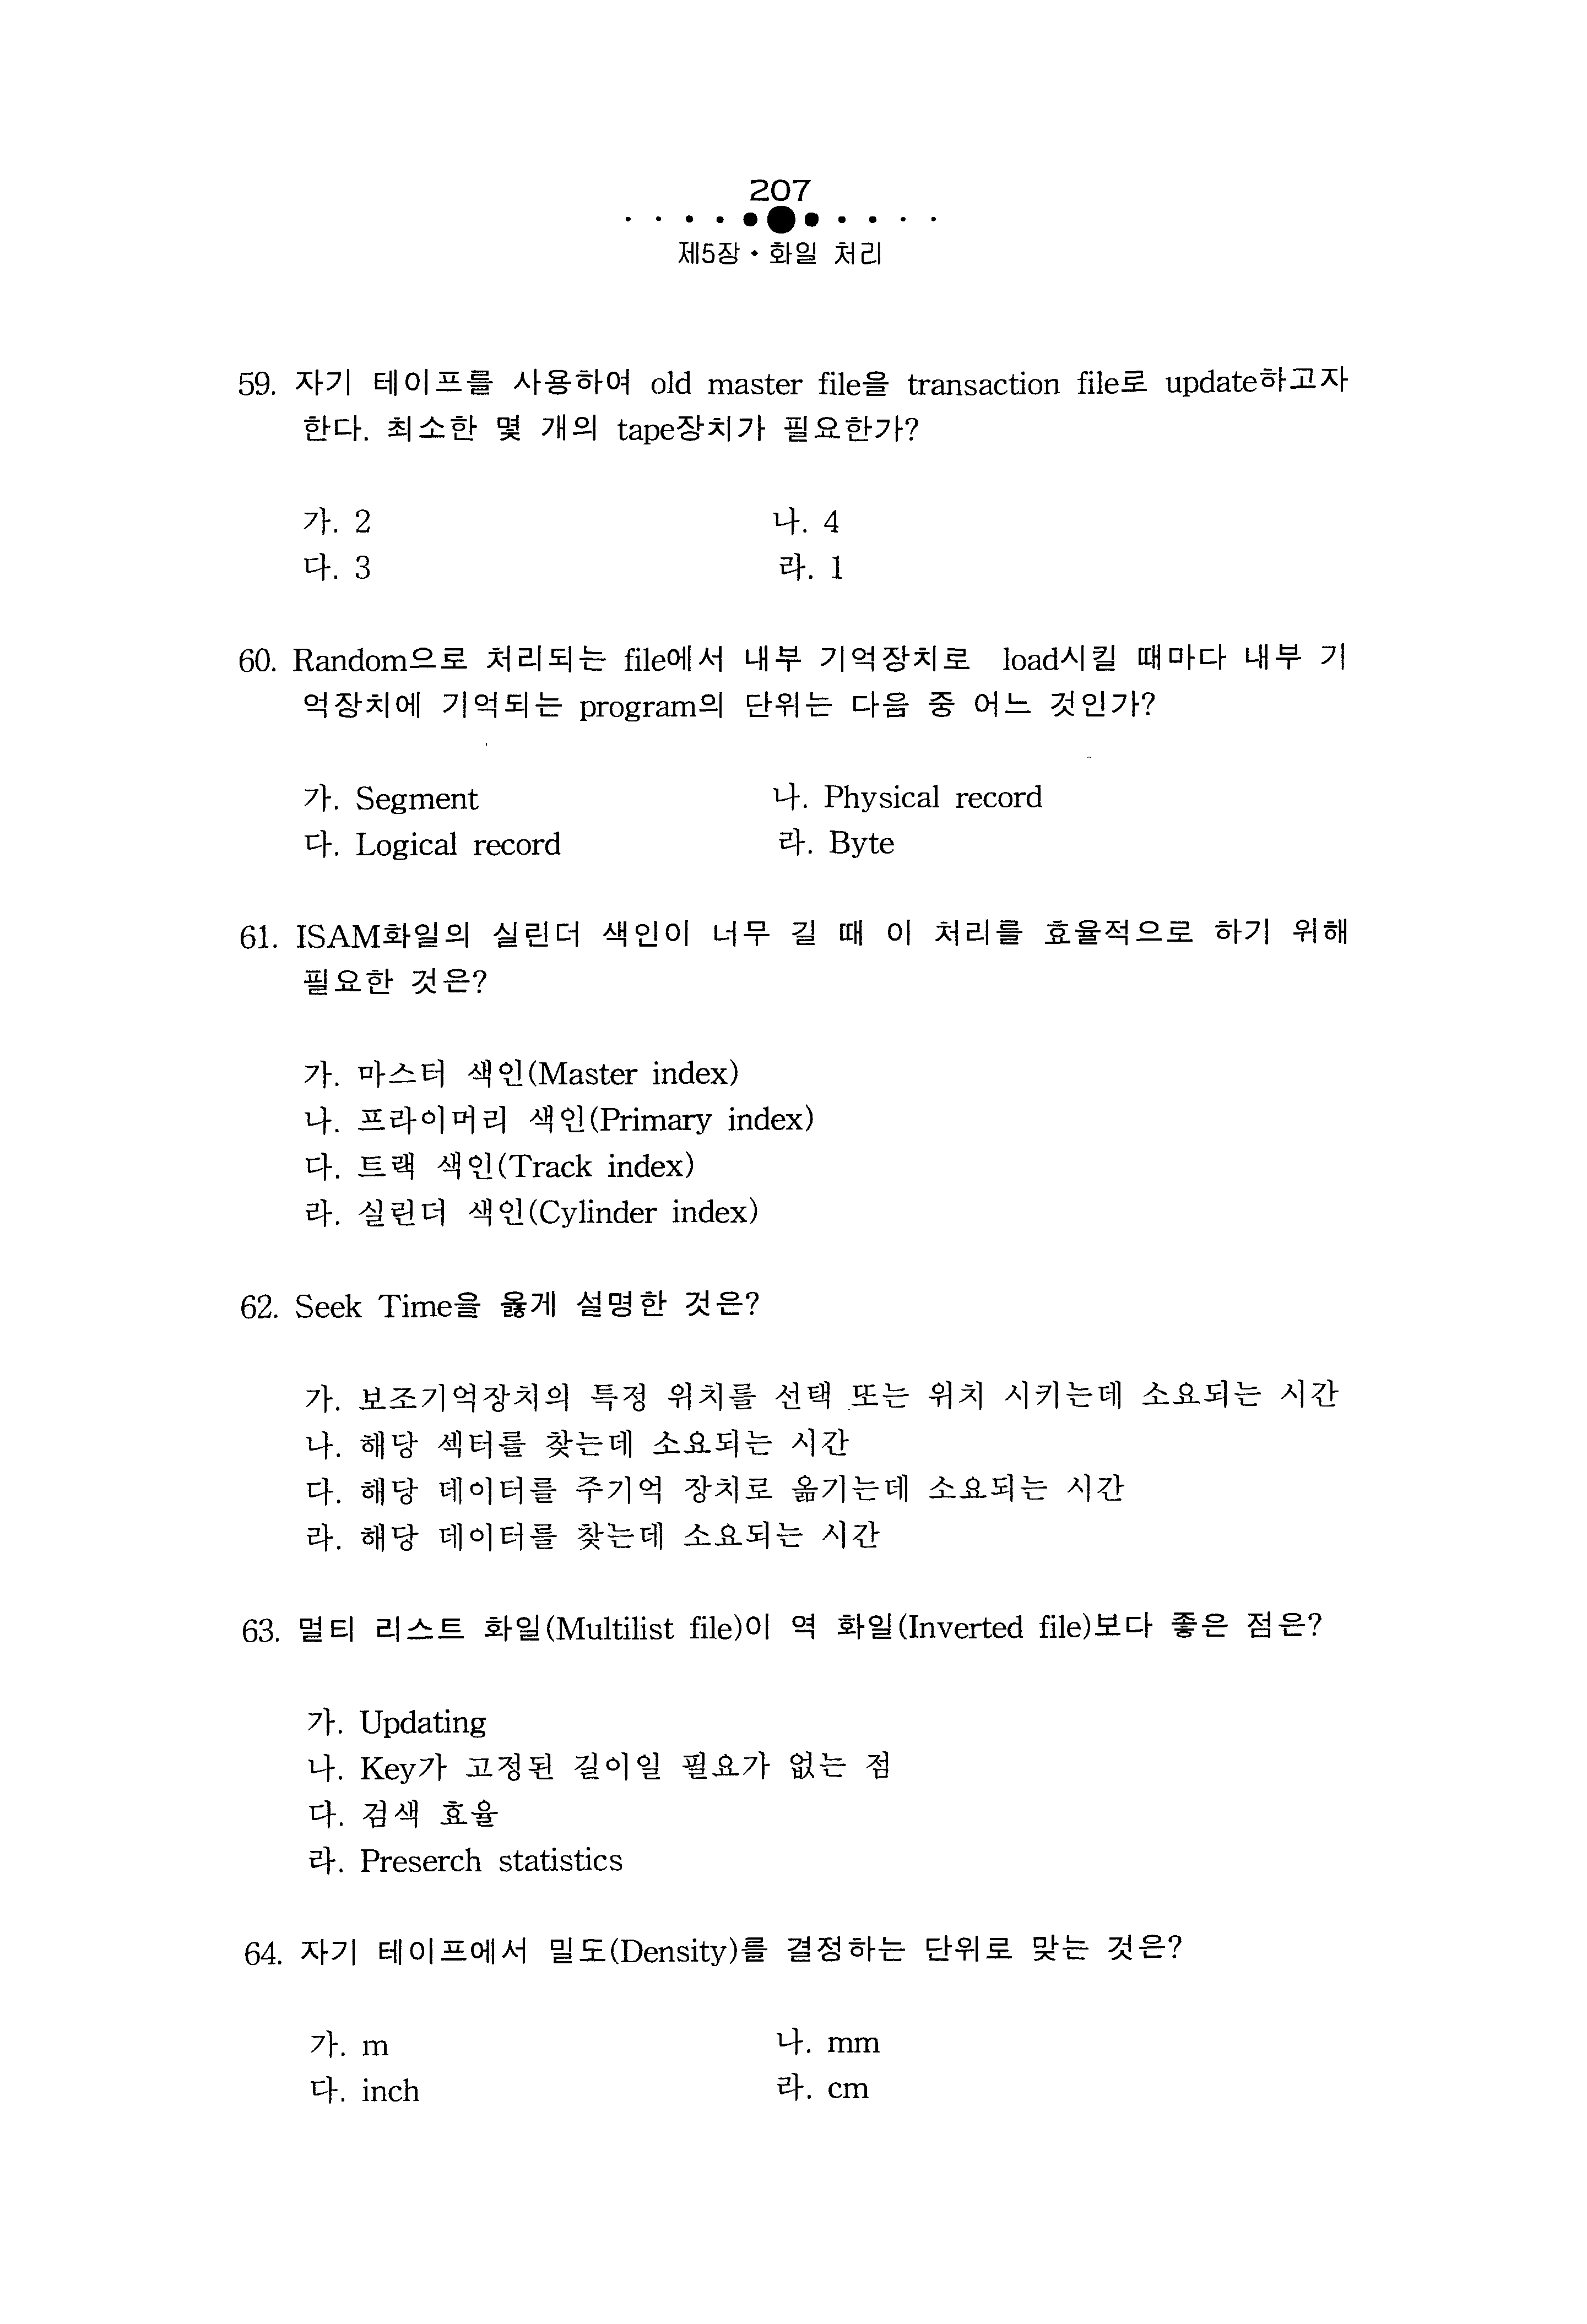 207
제5장 • 화일 처리
59. 자기 테이프를 사용하여 old master file을 transaction file로 update하고자
한다. 최소한 몇 개의 tape장치가 필요한가?
가. 2 나. 4
다. 3 라. 1
60. Random으로 처리되는 file에서 내부 기억장치로 load시킬 때마다 내부 기
억장치에 기억되는 program의 단위는 다음 중 어느 것인가?
가. Segment 나. Physical record
다. Logical record 라. Byte
61. ISAM화일의 실린더 색인이 너무 길 때 이 처리를 효율적으로 하기 위해
필요한 것은?
가. 마스터 색인(Master index)
나. 프라이머리 색인(Primary index)
다. 트랙 색인(Track index)
라. 실린더 색인(Cylinder index)
62. Seek Time을 옳게 설명한 것은?
가. 보조기억장치의 특정 위치를 선택 또는 위치 시키는데 소요되는 시간
나. 해당 섹터를 찾는데 소요되는 시간
다. 해당 데이터를 주기억 장치로 옮기는데 소요되는 시간
라. 해당 데이터를 찾는데 소요되는 시간
63. 멀티 리스트 화일(Multilist file)이 역 화일(Inverted file)보다 좋은 점은?
가. Updating
나. Key가 고정된 길이일 필요가 없는 점
다. 검색 효율
라. Preserch statistics
64. 자기 테이프에서 밀도(Density)를 결정하는 단위로 맞는 것은?
가. m 나. mm
다. inch 라. cm